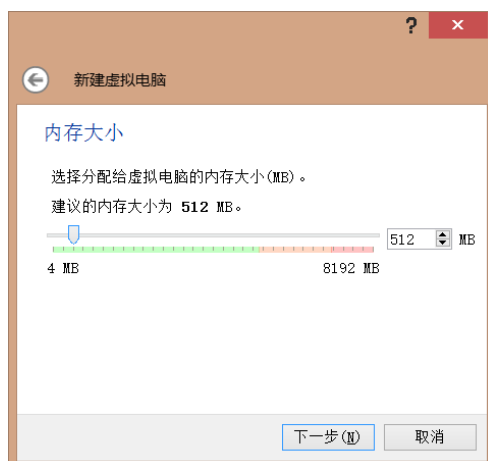 ?
新建虚拟电脑
内存大小
选择分配给虚拟电脑的内存大小(MB)。
建议的内存大小为 512 MB。
512 MB
4 MB 8192 MB
下一步(N) 取消